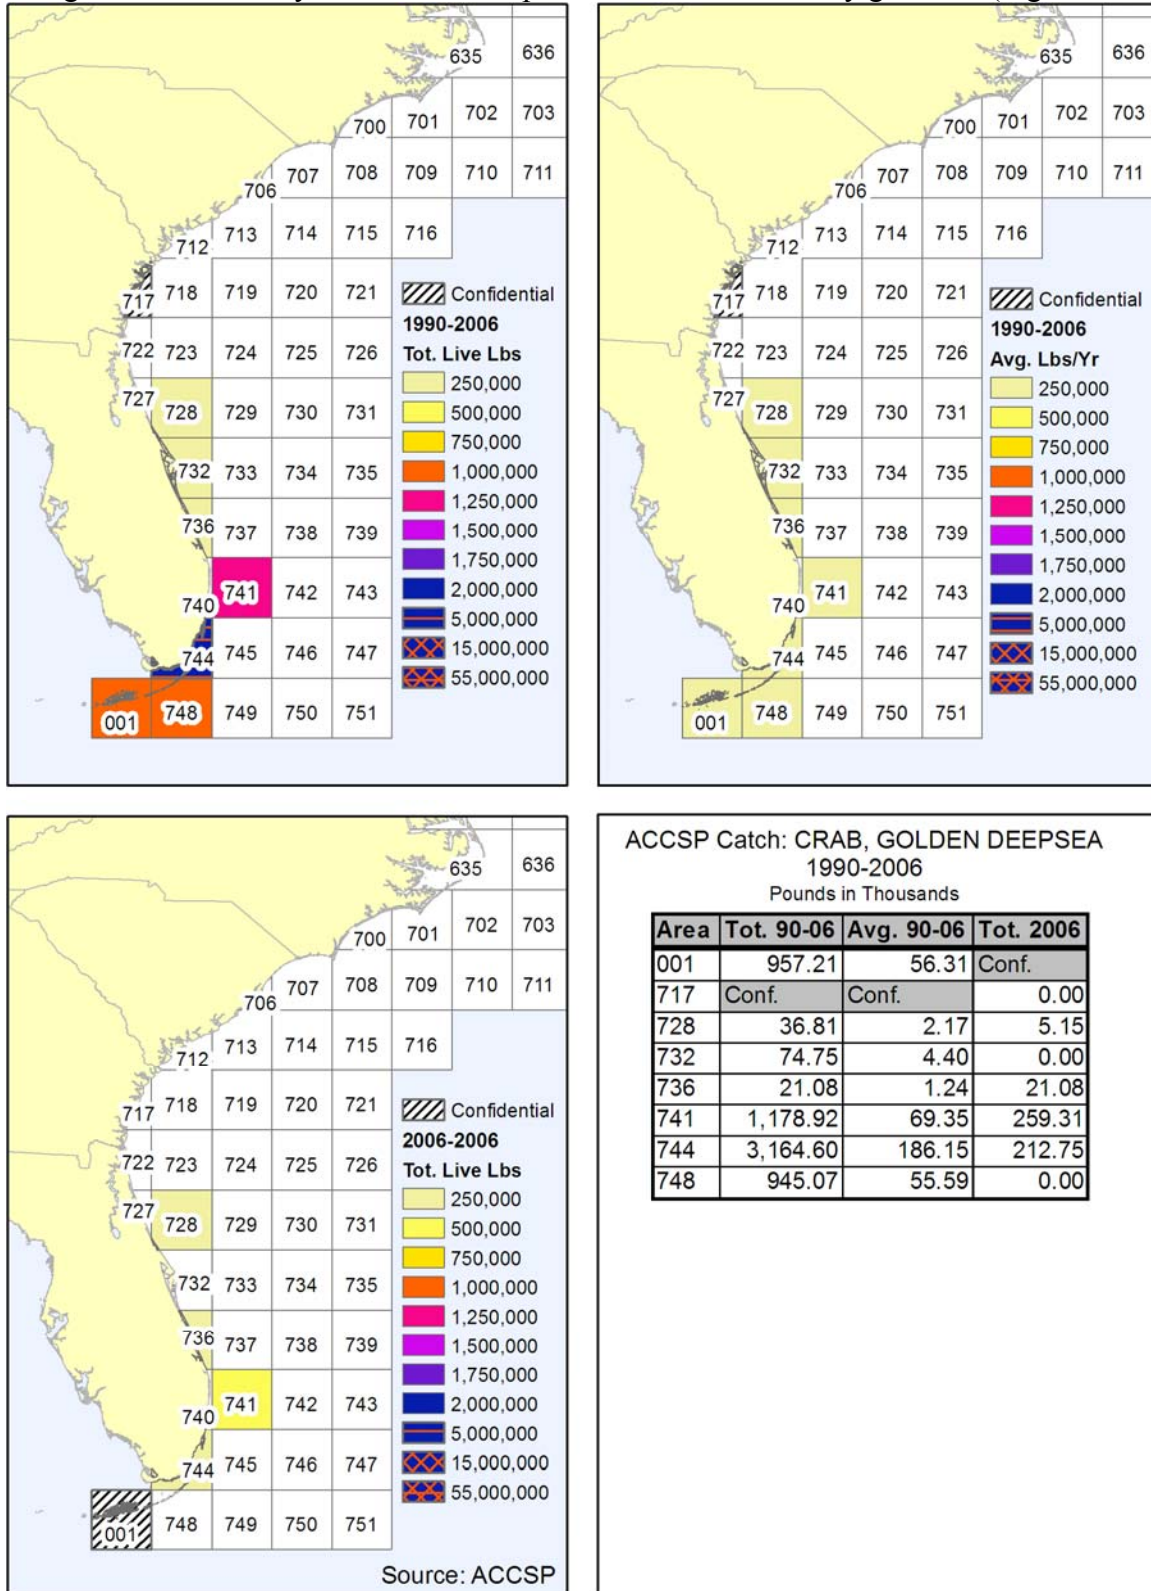 635 636
700 701 702 703
706 707 708 709 710 711
712 713 714 715 716
717 718 719 720 721
722 723 724 725 726
727 728 729 730 731
732 733 734 735
736 737 738 739
740 741 742 743
744 745 746 747
001 748 749 750 751
Confidential
1990-2006
Tot. Live Lbs
250,000
500,000
750,000
1,000,000
1,250,000
1,500,000
1,750,000
2,000,000
5,000,000
15,000,000
55,000,000
635 636
700 701 702 703
706 707 708 709 710 711
712 713 714 715 716
717 718 719 720 721
722 723 724 725 726
727 728 729 730 731
732 733 734 735
736 737 738 739
740 741 742 743
744 745 746 747
001 748 749 750 751
Confidential
1990-2006
Avg. Lbs/Yr
250,000
500,000
750,000
1,000,000
1,250,000
1,500,000
1,750,000
2,000,000
5,000,000
15,000,000
55,000,000
635 636
700 701 702 703
706 707 708 709 710 711
712 713 714 715 716
717 718 719 720 721
722 723 724 725 726
727 728 729 730 731
732 733 734 735
736 737 738 739
740 741 742 743
744 745 746 747
001 748 749 750 751
Confidential
2006-2006
Tot. Live Lbs
250,000
500,000
750,000
1,000,000
1,250,000
1,500,000
1,750,000
2,000,000
5,000,000
15,000,000
55,000,000
Source: ACCSP
ACCSP Catch: CRAB, GOLDEN DEEPSEA
1990-2006
Pounds in Thousands
Area Tot. 90-06 Avg. 90-06 Tot. 2006
001 957.21 56.31 Conf.
717 Conf. Conf. 0.00
728 36.81 2.17 5.15
732 74.75 4.40 0.00
736 21.08 1.24 21.08
741 1,178.92 69.35 259.31
744 3,164.60 186.15 212.75
748 945.07 55.59 0.00